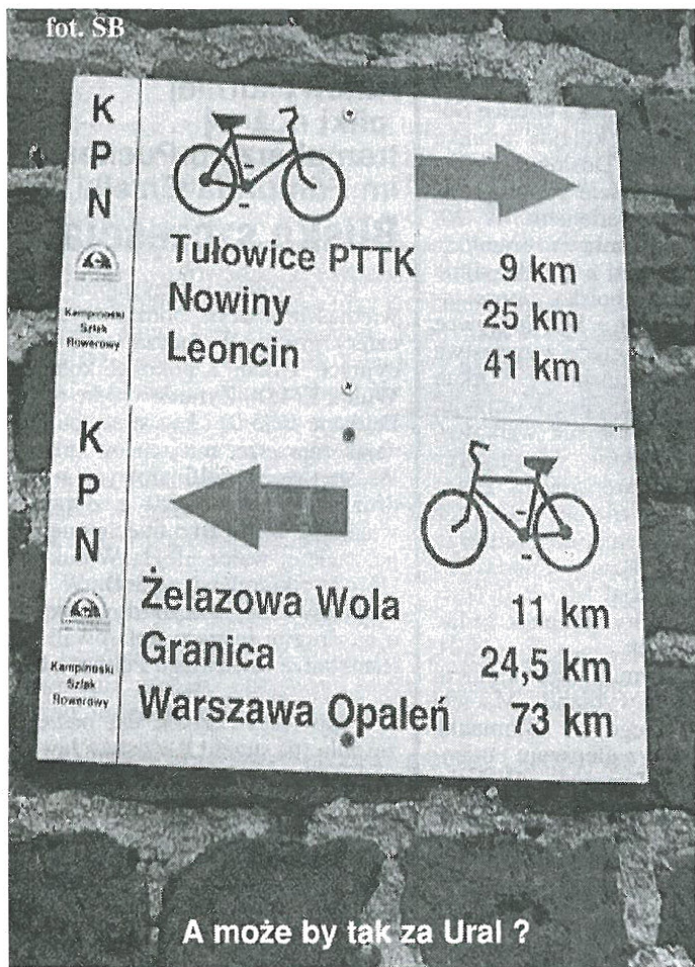 fot. SB
K
P
N
Kampinoski
Szlak
Rowerowy
Tułowice PTTK 9 km
Nowiny 25 km
Leoncin 41 km
K
P
N
Kampinoski
Szlak
Rowerowy
Żelazowa Wola 11 km
Granica 24,5 km
Warszawa Opaleń 73 km
A może by tak za Ural ?